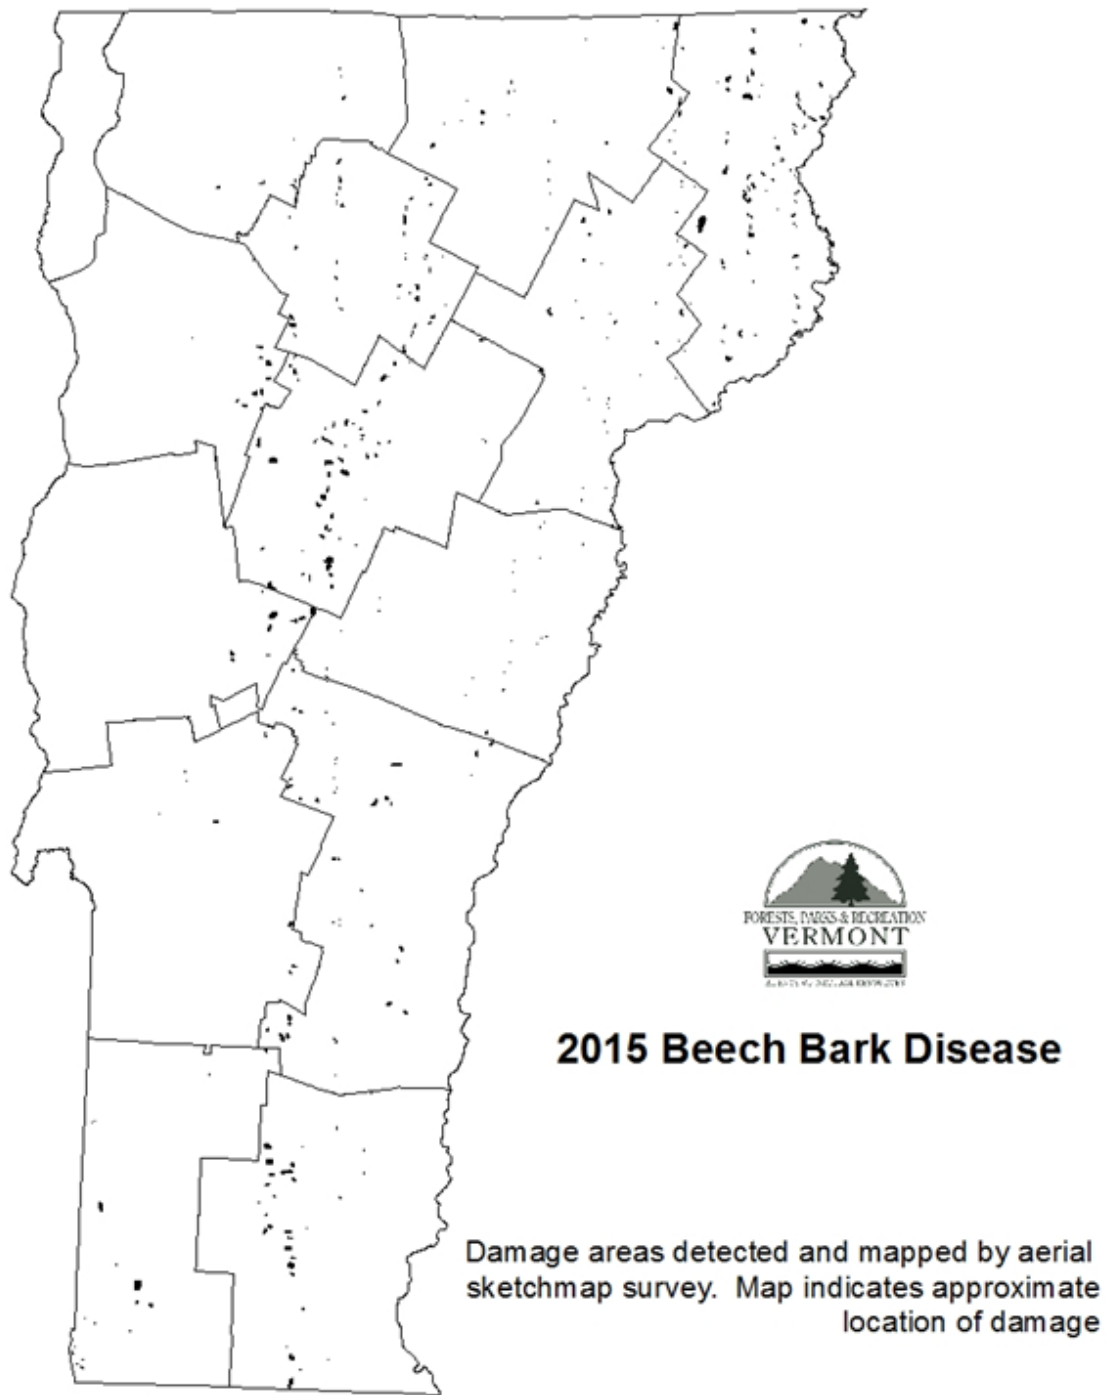 FORESTS, PARKS & RECREATION
VERMONT
2015 Beech Bark Disease
Damage areas detected and mapped by aerial
sketchmap survey. Map indicates approximate
location of damage